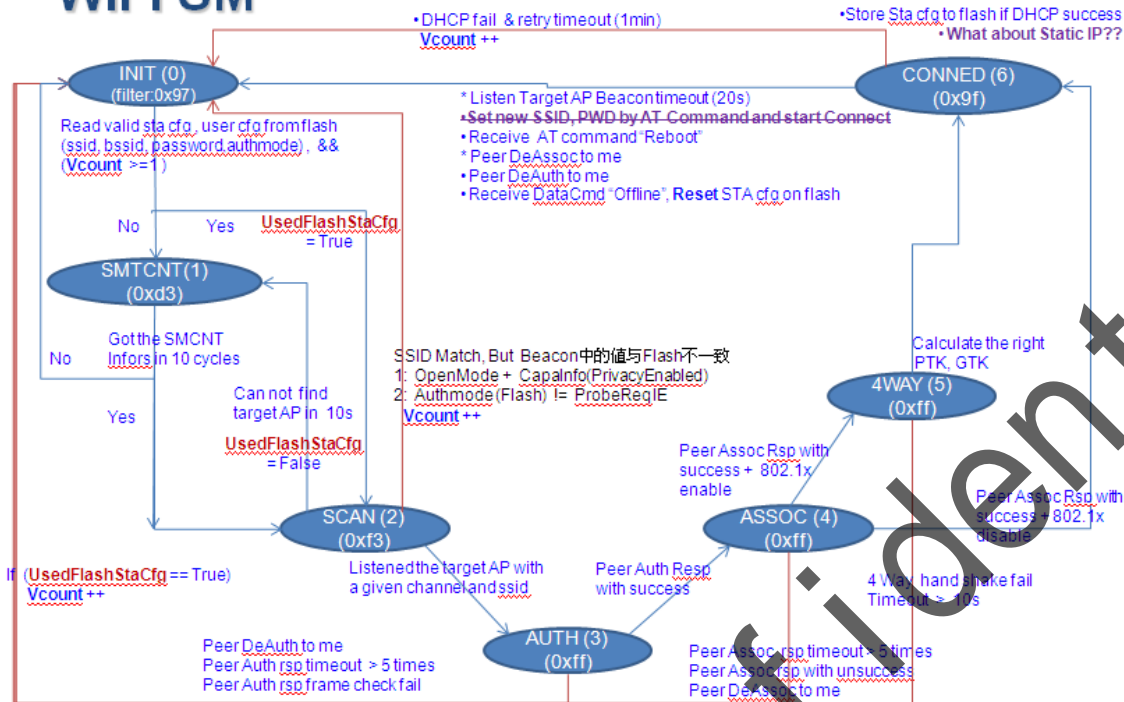 WIFI FSM
•DHCP fail & retry timeout (1min)
Vcount ++
•Store Sta cfg to flash if DHCP success
•What about Static IP??
INIT (0)
(filter:0x97)
CONNED (6)
(0x9f)
* Listen Target AP Beacon timeout (20s)
•Set new SSID, PWD by AT Command and start Connect
•Receive AT command "Reboot"
* Peer DeAssoc to me
•Peer DeAuth to me
•Receive DataCmd "Offline", Reset STA cfg on flash
Read valid sta cfg, user cfg from flash
(ssid, bssid, password,authmode), &&
(Vcount >=1)
No
Yes
UsedFlashStaCfg
= True
SMTCNT(1)
(0xd3)
Got the SMCNT
Infors in 10 cycles
No
Yes
Can not find
target AP in 10s
UsedFlashStaCfg
= False
SSID Match, But Beacon中的値与Flash不一致
1: OpenMode + CapaInfo(PrivacyEnabled)
2: Authmode(Flash) != ProbeReqIE
Vcount ++
Calculate the right
PTK, GTK
4WAY (5)
(0xff)
Peer Assoc Rsp with
success + 802.1x
enable
SCAN (2)
(0xf3)
ASSOC (4)
(0xff)
Peer Assoc Rsp with
success + 802.1x
disable
If (UsedFlashStaCfg == True)
Vcount ++
Listened the target AP with
a given channel and ssid
Peer Auth Resp
with success
4 Way hand shake fail
Timeout > 10s
AUTH (3)
(0xff)
Peer DeAuth to me
Peer Auth rsp timeout > 5 times
Peer Auth rsp frame check fail
Peer Assoc rsp timeout > 5 times
Peer Assoc rsp with unsuccess
Peer DeAssoc to me
fident